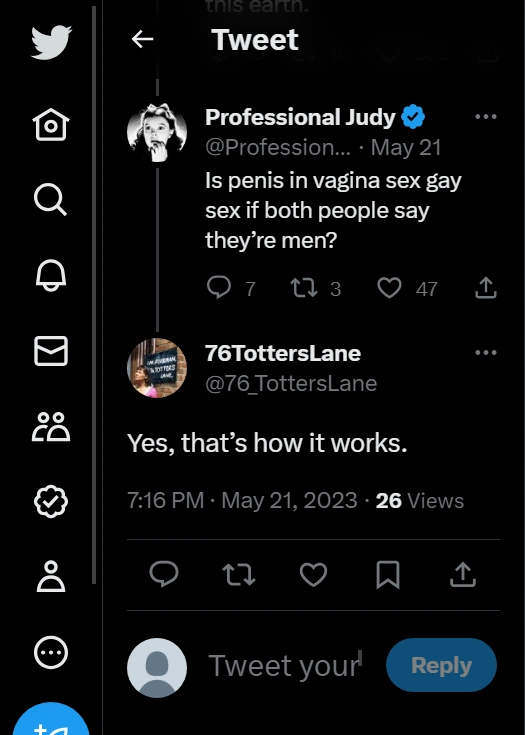 this earth.
Tweet
Professional Judy
@Profession... · May 21
Is penis in vagina sex gay
sex if both people say
they’re men?
7 3 47
76TottersLane
@76_TottersLane
Yes, that’s how it works.
7:16 PM · May 21, 2023 · 26 Views
Tweet your
Reply